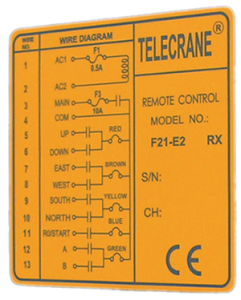 WIRE NO. WIRE DIAGRAM
1 AC1 F1 0.5A
2 AC2
3 MAIN F3 10A
4 COM
5 UP RED
6 DOWN
7 EAST BROWN
8 WEST
9 SOUTH YELLOW
10 NORTH
11 R0/START BLUE
12 A GREEN
13 B
TELECRANE®
REMOTE CONTROL
MODEL NO.:
F21-E2 RX
S/N:
CH:
CE